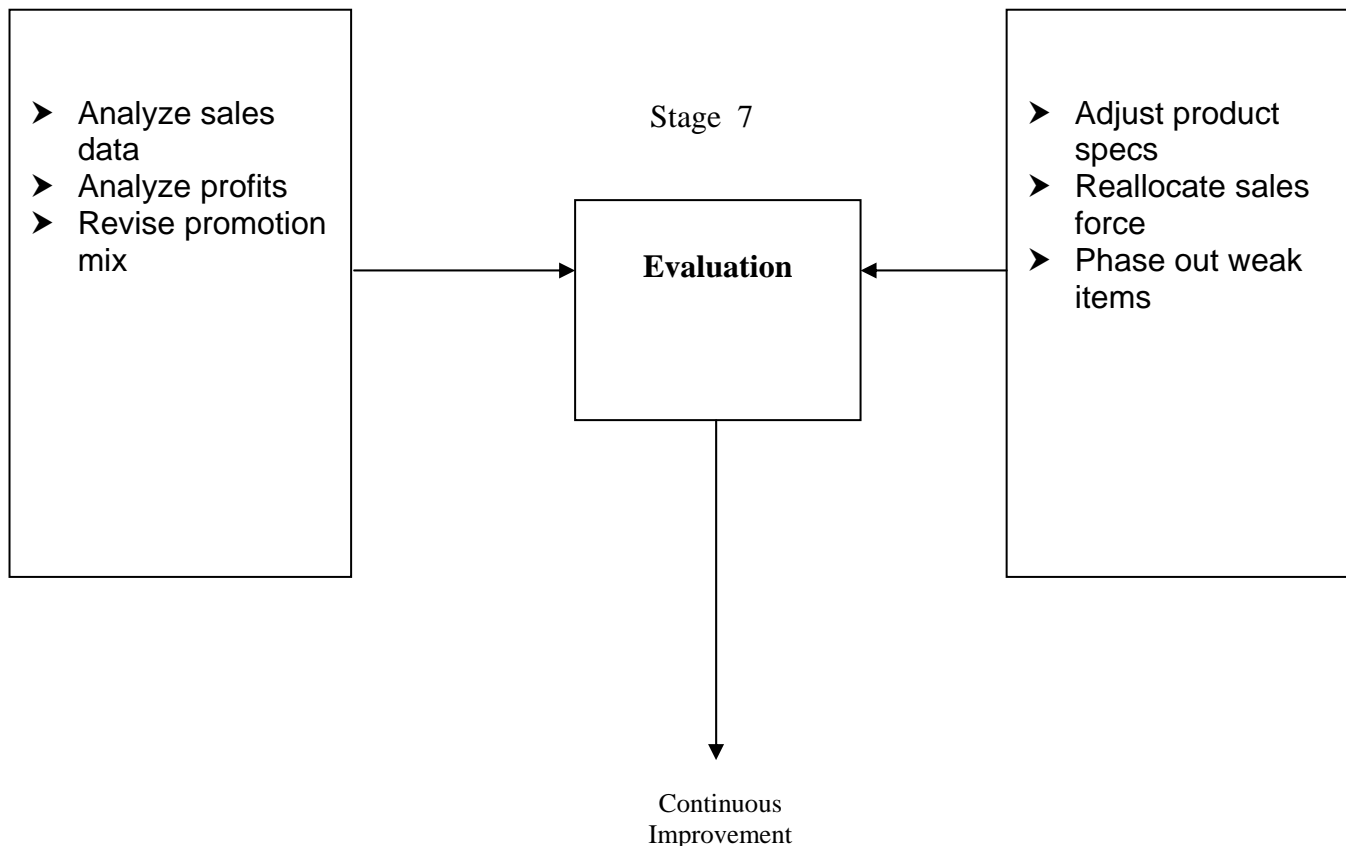 ➤ Analyze sales
data
➤ Analyze profits
➤ Revise promotion
mix
Stage 7
Evaluation
➤ Adjust product
specs
➤ Reallocate sales
force
➤ Phase out weak
items
Continuous
Improvement